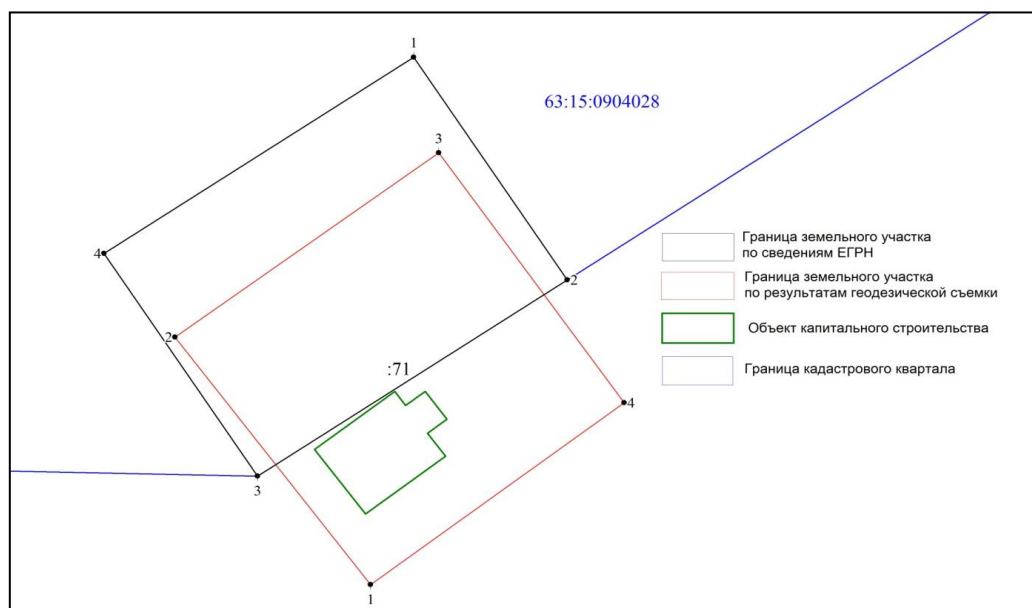 1
63:15:0904028
3
Граница земельного участка
по сведениям ЕГРН
4
2
Граница земельного участка
по результатам геодезической съемки
Объект капитального строительства
2
:71
Граница кадастрового квартала
4
3
1